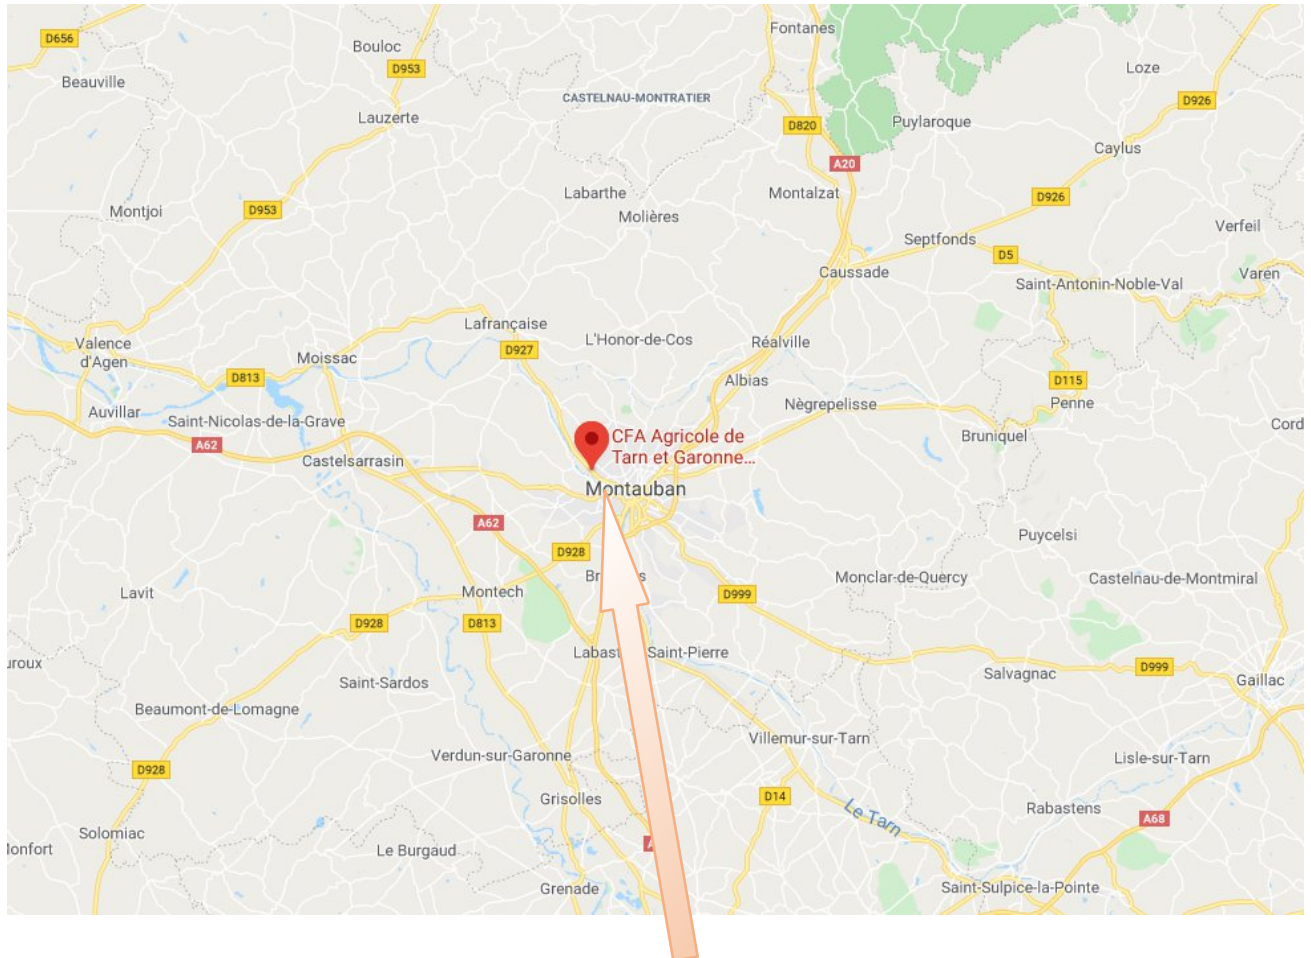 Fontanes
D656
Bouloc
D953
Loze
Beauville
CASTELNAU-MONTRATIER
D926
Lauzerte
D820
Puylaroque
Caylus
A20
Labarthe
Montalzat
D926
Montjoi
D953
Molières
Verfeil
Septfonds
D5
Caussade
Varen
Saint-Antonin-Noble-Val
Lafrançaise
L'Honor-de-Cos
Réalville
Valence
d'Agen
D927
Moissac
D813
Albias
D115
Auvillar
Nègrepelisse
Penne
Saint-Nicolas-de-la-Grave
Cord
A62
CFA Agricole de
Tarn et Garonne...
Bruniquel
Castelsarrasin
Montauban
A62
Puycelsi
D928
Monclar-de-Quercy
Castelnau-de-Montmiral
Lavit
Montech
D999
D928
D813
Labast
Saint-Pierre
uroux
D999
Salvagnac
Gaillac
Saint-Sardos
Beaumont-de-Lomagne
Villemur-sur-Tarn
Verdun-sur-Garonne
Lisle-sur-Tarn
D928
Grisolles
D14
Rabastens
Le Tarn
A68
Solomiac
onfort
Le Burgaud
Grenade
Saint-Sulpice-la-Pointe